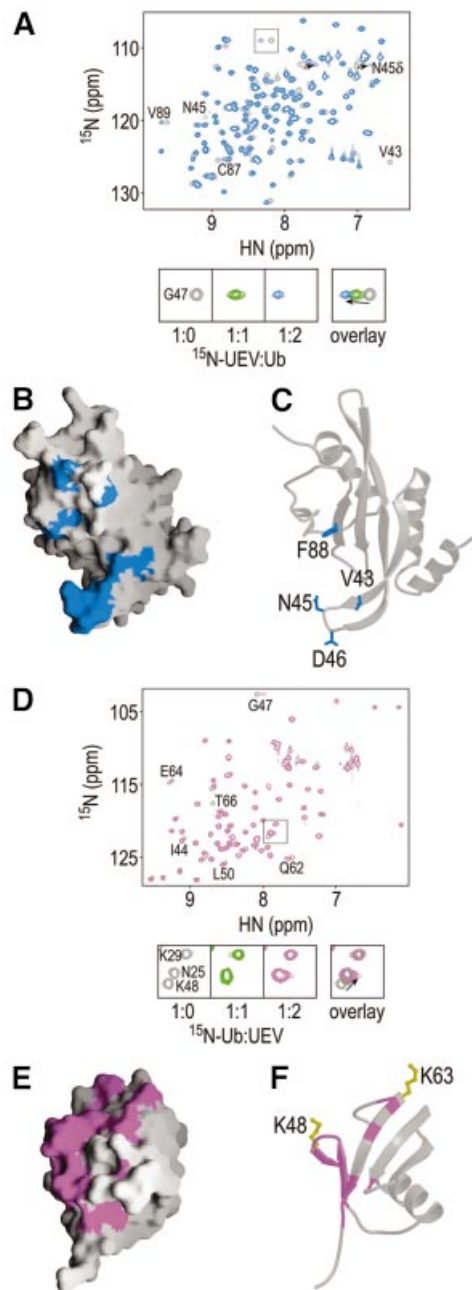 A
110
120
130
¹⁵N (ppm)
V89
N45
C87
N45δ
V43
9 8 7
HN (ppm)
G47
1:0 1:1 1:2 overlay
¹⁵N-UEV:Ub
B
C
F88
V43
N45
D46
D
105
115
125
¹⁵N (ppm)
G47
E64
T66
I44
L50
Q62
9 8 7
HN (ppm)
K29
N25
K48
1:0 1:1 1:2 overlay
¹⁵N-Ub:UEV
E
F
K63
K48